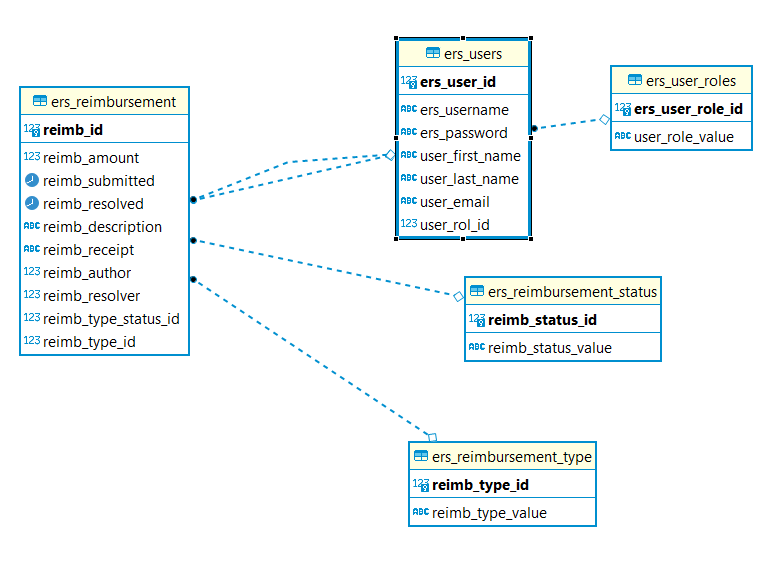 ers_reimbursement
123 reimb_id
123 reimb_amount
reimb_submitted
reimb_resolved
ABC reimb_description
ABC reimb_receipt
123 reimb_author
123 reimb_resolver
123 reimb_type_status_id
123 reimb_type_id
ers_users
123 ers_user_id
ABC ers_username
ABC ers_password
ABC user_first_name
ABC user_last_name
ABC user_email
123 user_rol_id
ers_user_roles
123 ers_user_role_id
ABC user_role_value
ers_reimbursement_status
123 reimb_status_id
ABC reimb_status_value
ers_reimbursement_type
123 reimb_type_id
ABC reimb_type_value